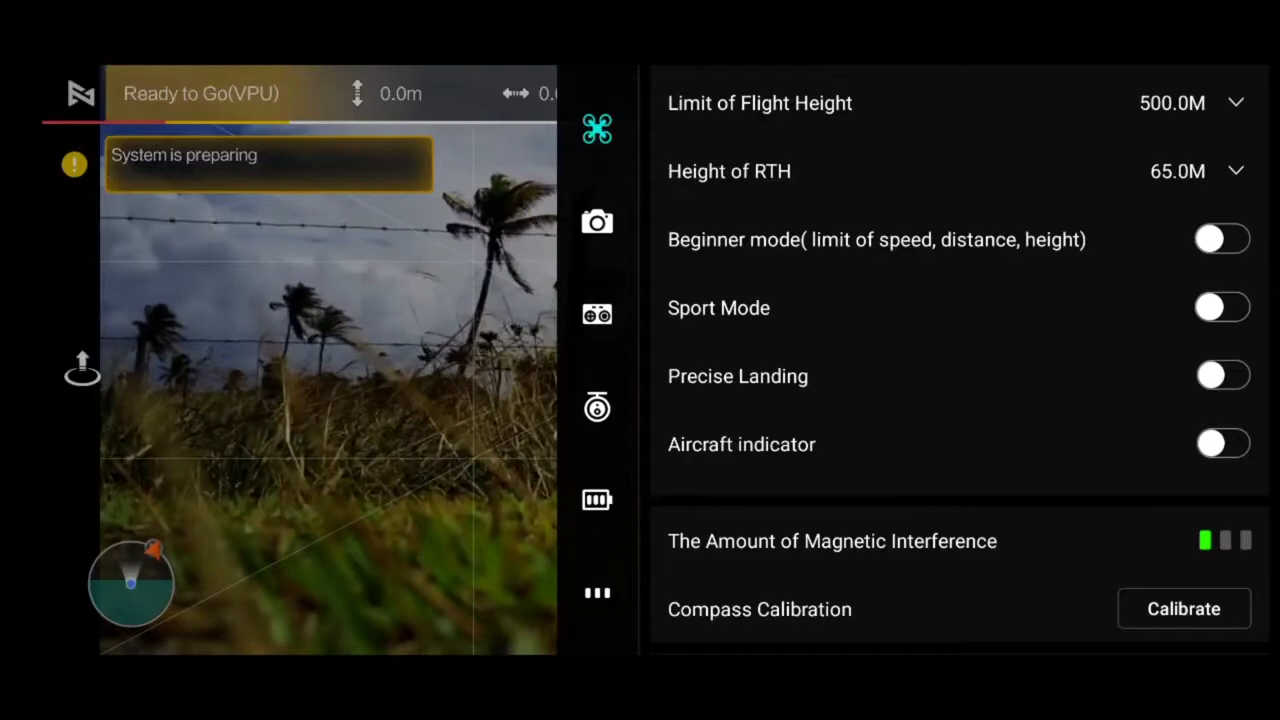 Ready to Go(VPU)
0.0m
0.
System is preparing
Limit of Flight Height
500.0M
Height of RTH
65.0M
Beginner mode( limit of speed, distance, height)
Sport Mode
Precise Landing
Aircraft indicator
The Amount of Magnetic Interference
Compass Calibration
Calibrate